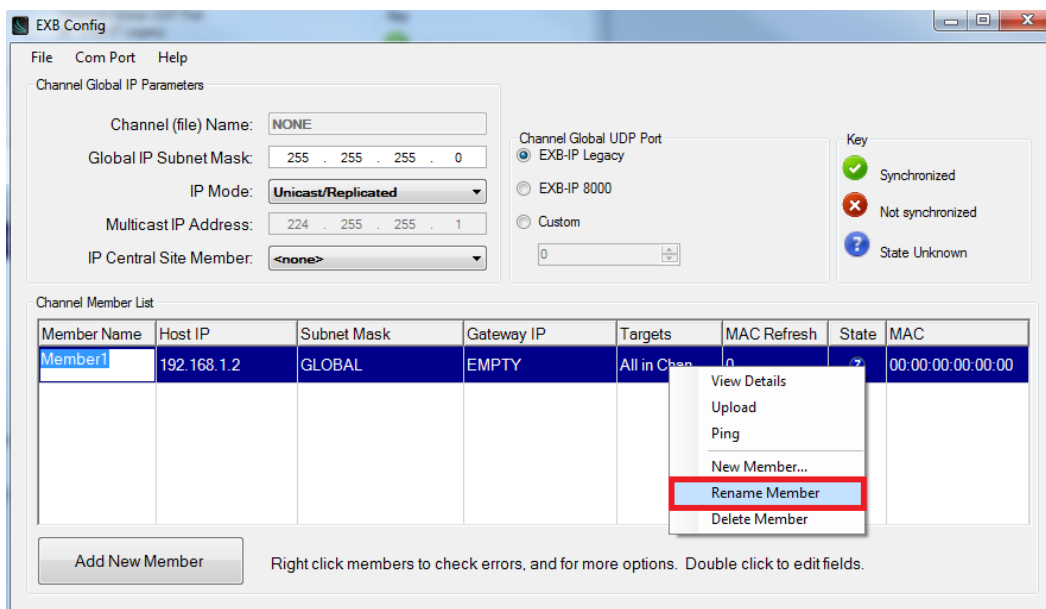 EXB Config
File Com Port Help
Channel Global IP Parameters
Channel (file) Name: NONE
Global IP Subnet Mask: 255 . 255 . 255 . 0
IP Mode: Unicast/Replicated
Multicast IP Address: 224 . 255 . 255 . 1
IP Central Site Member: <none>
Channel Global UDP Port
EXB-IP Legacy
EXB-IP 8000
Custom
0
Key
Synchronized
Not synchronized
State Unknown
Channel Member List
Member Name Host IP Subnet Mask Gateway IP Targets MAC Refresh State MAC
Member1 192.168.1.2 GLOBAL EMPTY All in Chan 0 00:00:00:00:00:00
View Details
Upload
Ping
New Member...
Rename Member
Delete Member
Add New Member
Right click members to check errors, and for more options. Double click to edit fields.